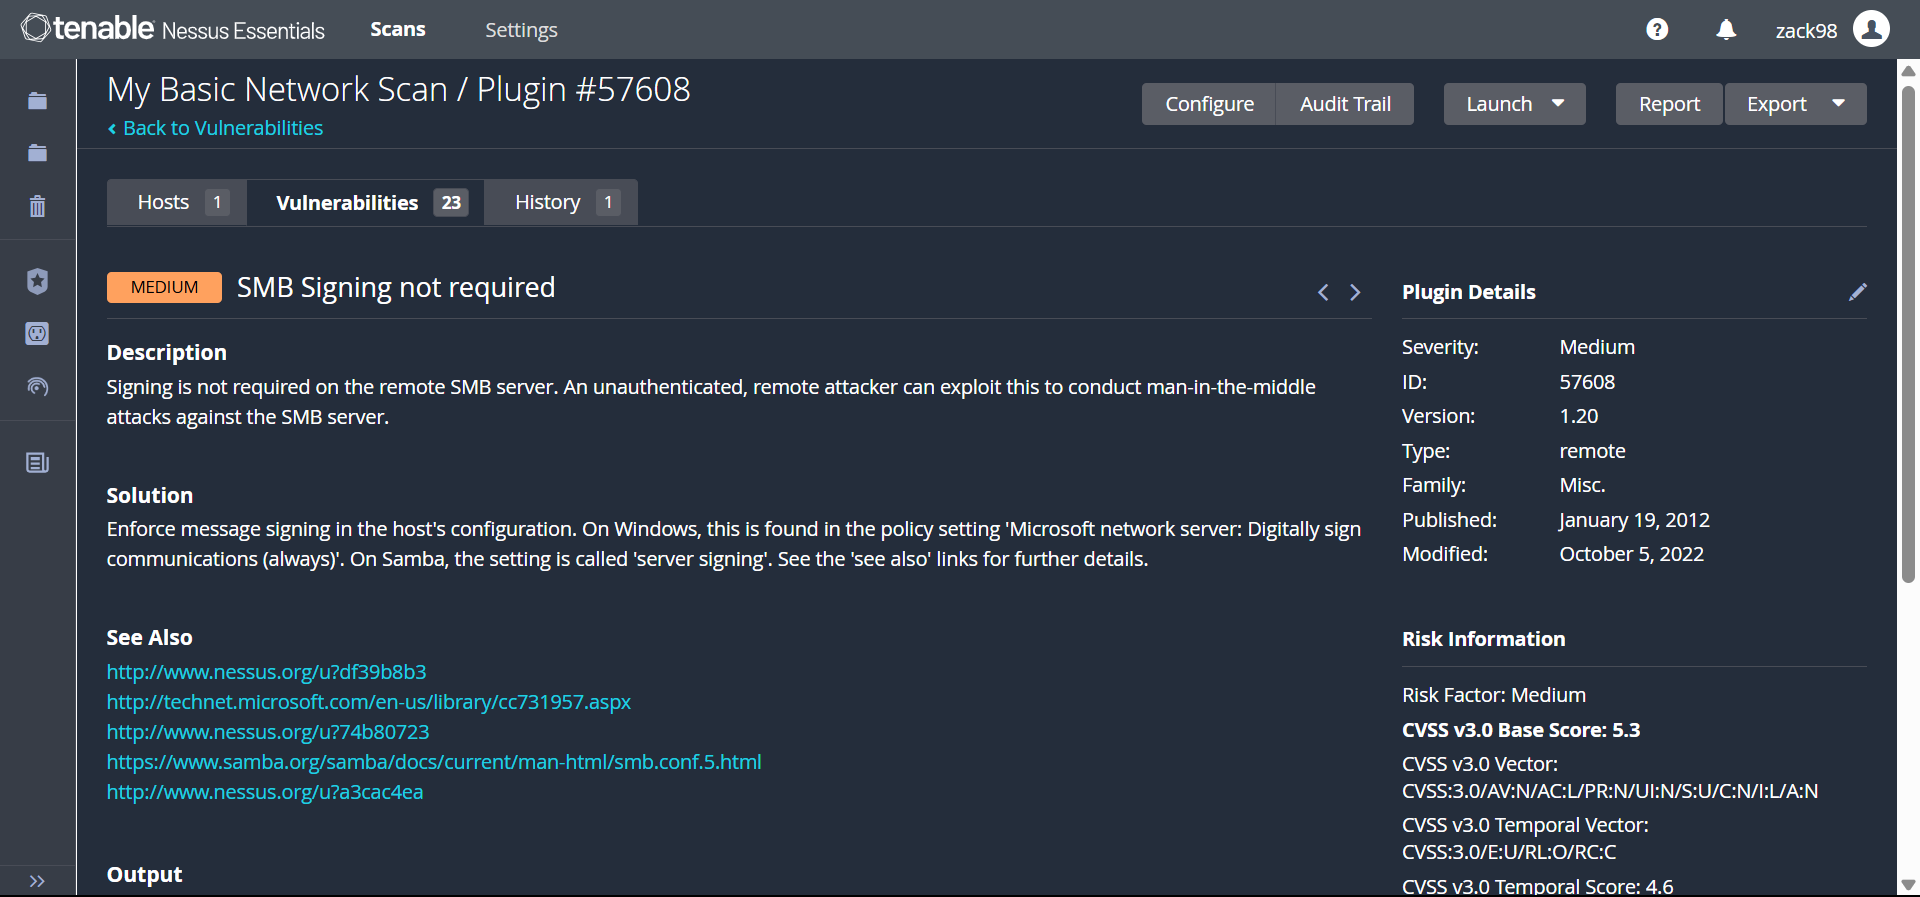 tenable Nessus Essentials Scans Settings zack98
My Basic Network Scan / Plugin #57608
Configure Audit Trail Launch Report Export
Back to Vulnerabilities
Hosts 1 Vulnerabilities 23 History 1
MEDIUM SMB Signing not required
Description
Signing is not required on the remote SMB server. An unauthenticated, remote attacker can exploit this to conduct man-in-the-middle
attacks against the SMB server.
Solution
Enforce message signing in the host's configuration. On Windows, this is found in the policy setting 'Microsoft network server: Digitally sign
communications (always)'. On Samba, the setting is called 'server signing'. See the 'see also' links for further details.
See Also
http://www.nessus.org/u?df39b8b3
http://technet.microsoft.com/en-us/library/cc731957.aspx
http://www.nessus.org/u?74b80723
https://www.samba.org/samba/docs/current/man-html/smb.conf.5.html
http://www.nessus.org/u?a3cac4ea
Output
Plugin Details
Severity: Medium
ID: 57608
Version: 1.20
Type: remote
Family: Misc.
Published: January 19, 2012
Modified: October 5, 2022
Risk Information
Risk Factor: Medium
CVSS v3.0 Base Score: 5.3
CVSS v3.0 Vector:
CVSS:3.0/AV:N/AC:L/PR:N/UI:N/S:U/C:N/I:L/A:N
CVSS v3.0 Temporal Vector:
CVSS:3.0/E:U/RL:O/RC:C
CVSS v3.0 Temporal Score: 4.6